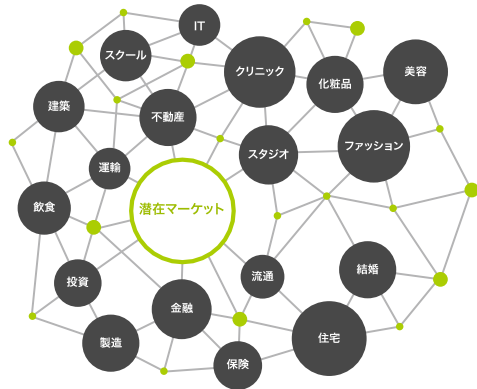 IT
スクール
クリニック
化粧品
美容
建築
不動産
スタジオ
ファッション
運輸
飲食
潜在マーケット
投資
流通
結婚
金融
製造
住宅
保険